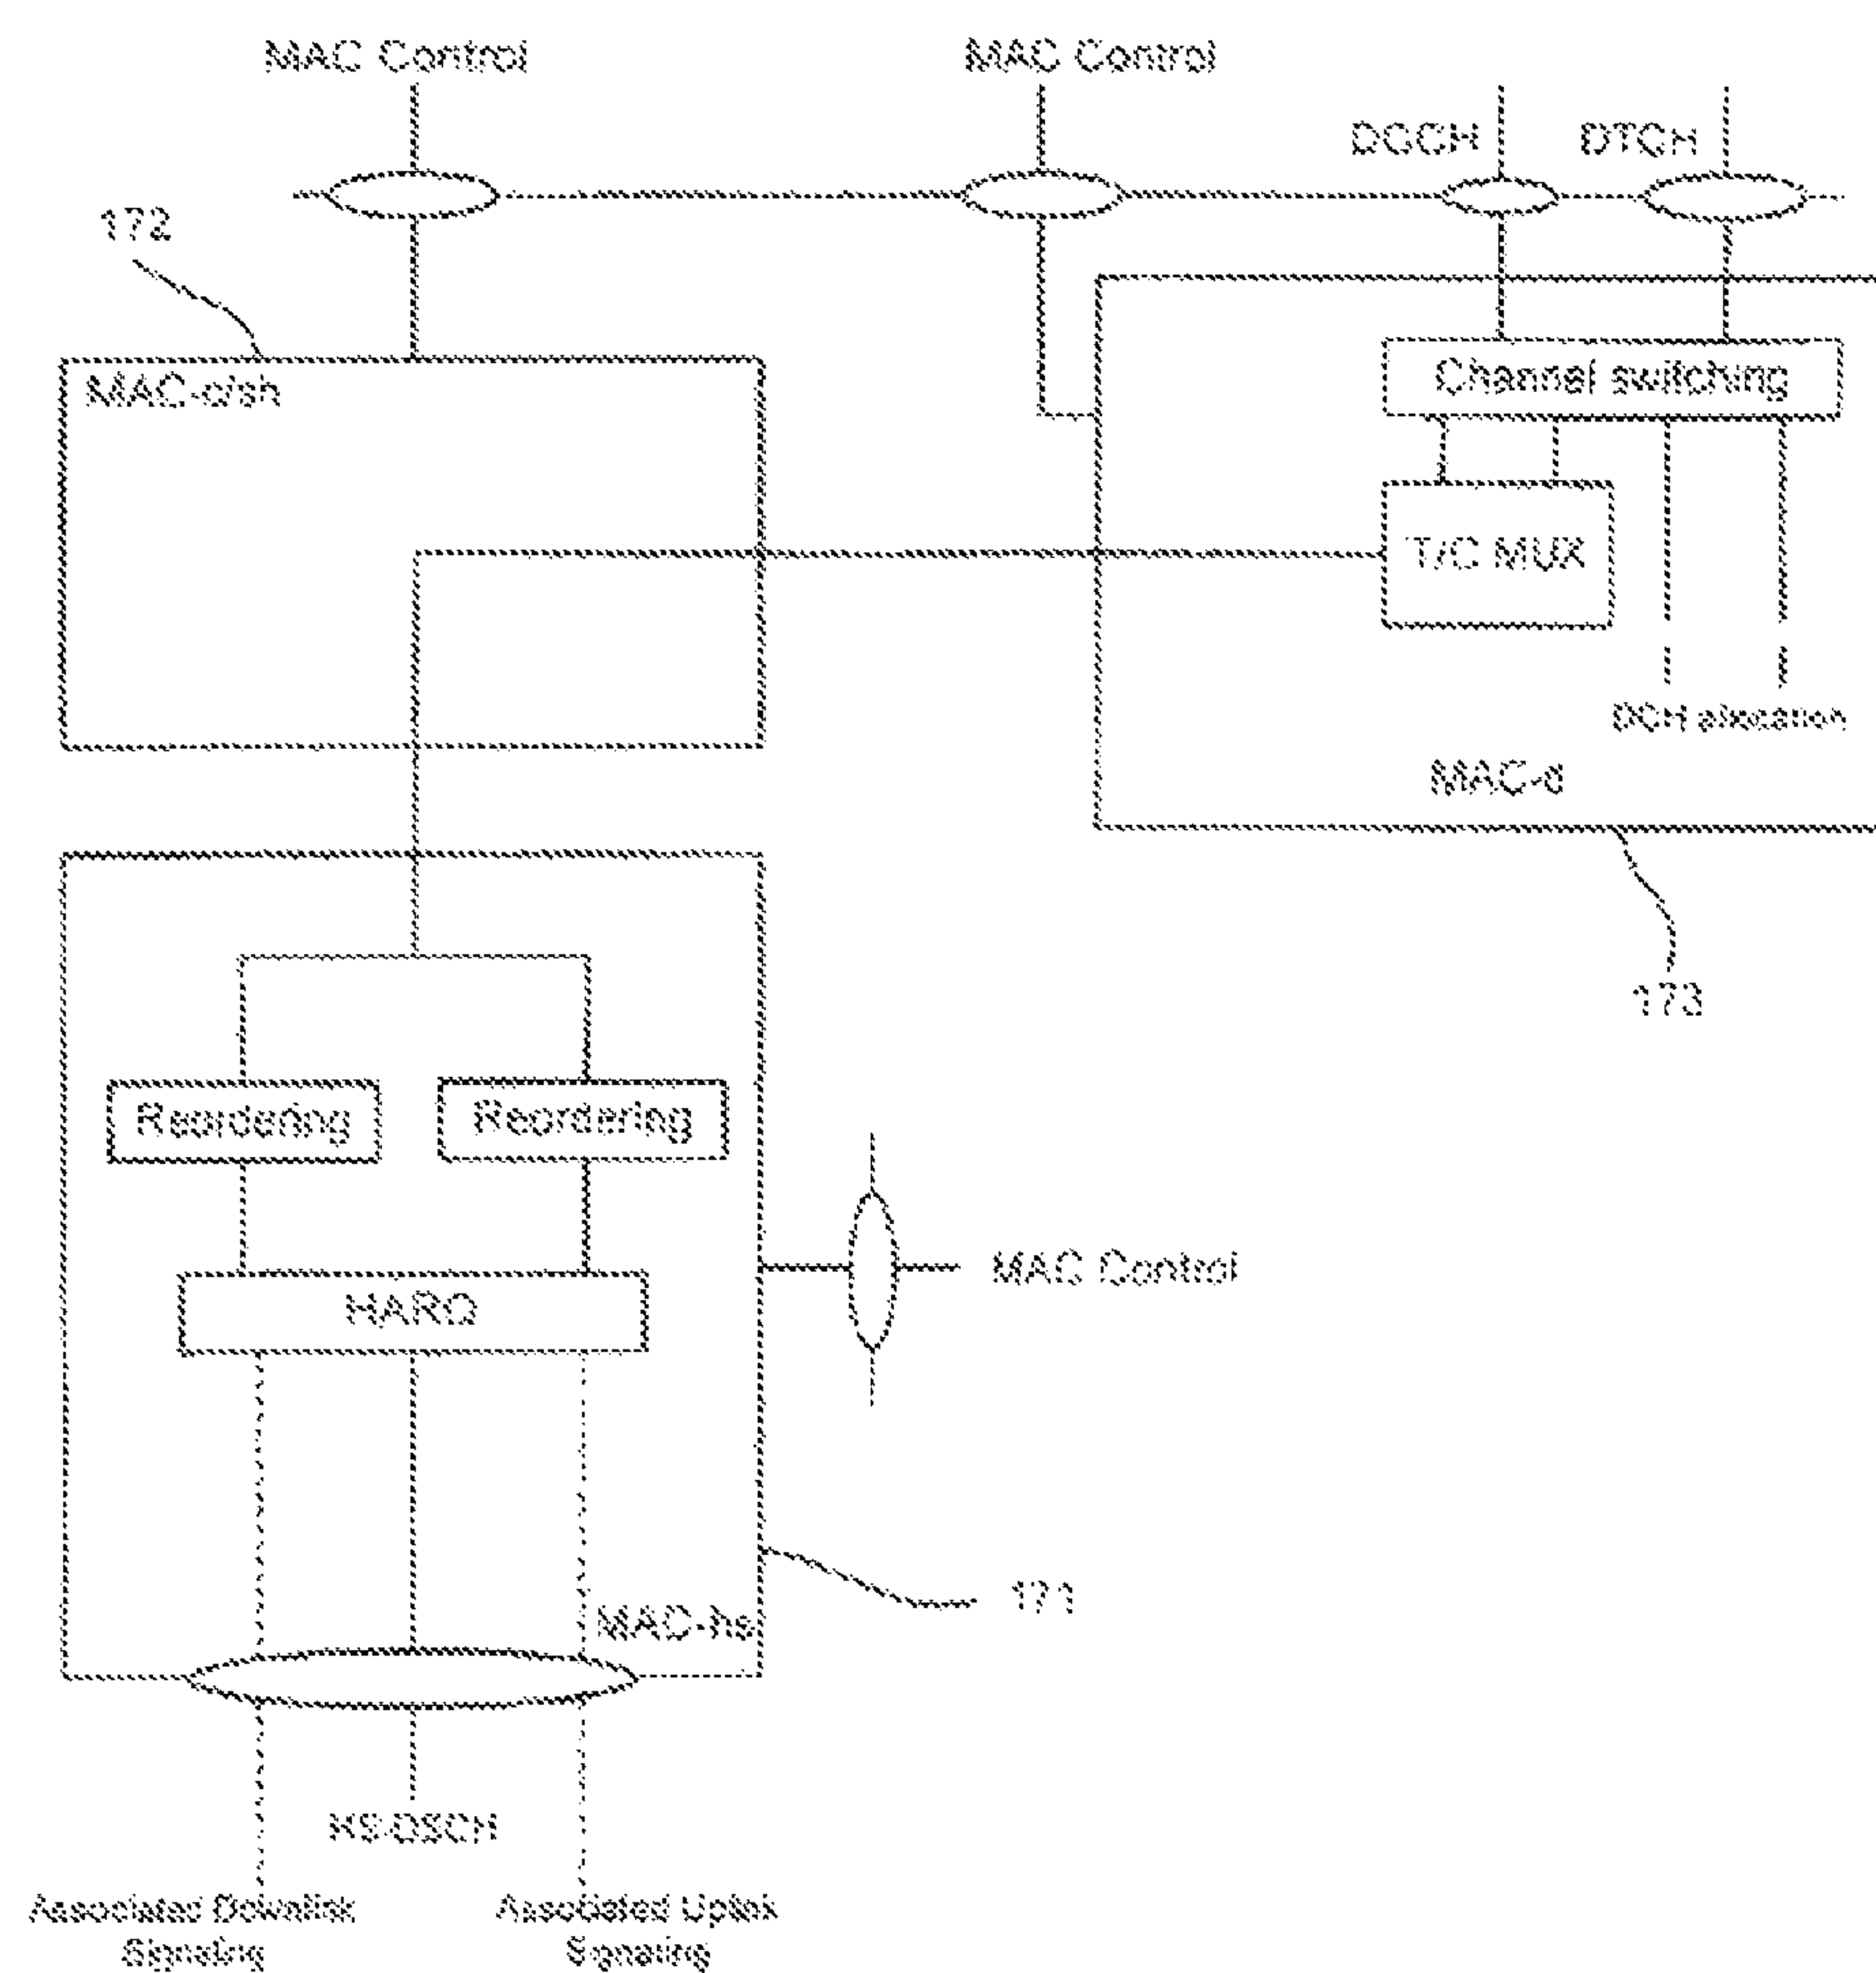 MAC Control
MAC Control
DCCH
DTCH
172
MAC-c/sh
Channel switching
T/C MUX
DCH allocation
MAC-d
173
Reordering
Reordering
MAC Control
HARQ
171
MAC-hs
HS-DSCH
Associated Downlink
Signaling
Associated Uplink
Signaling